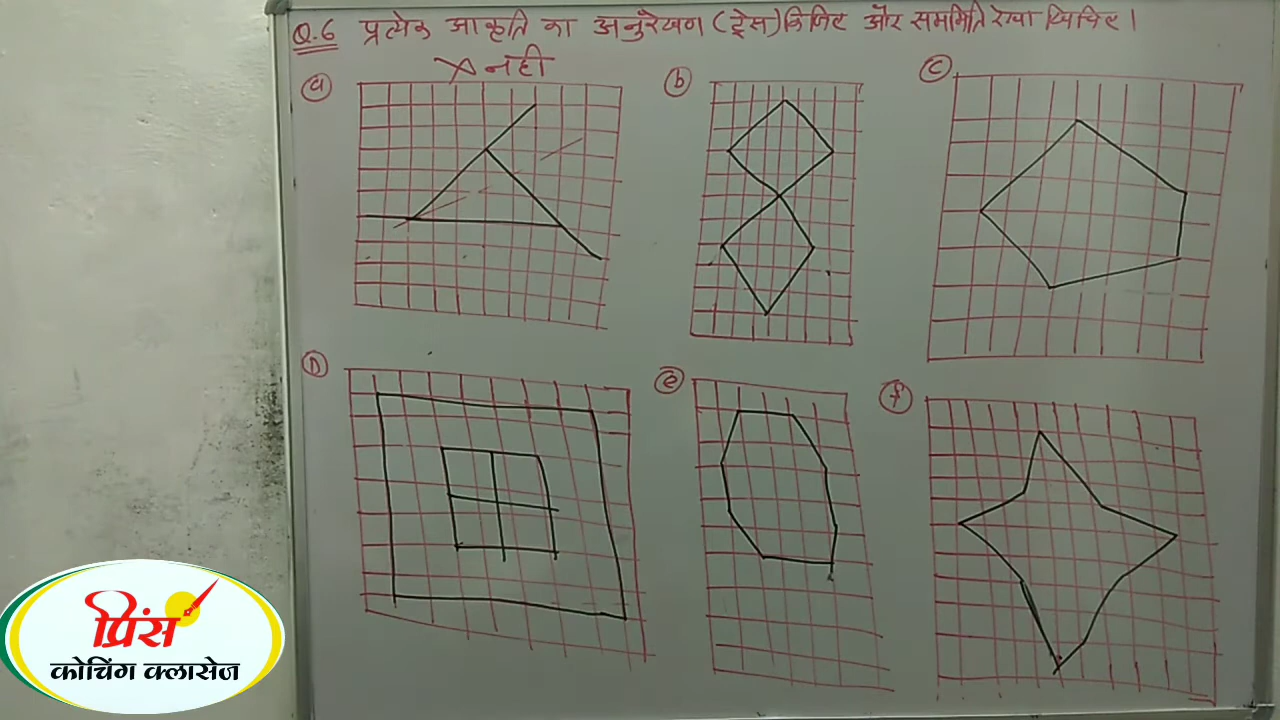 Q.6 प्रत्येक आकृति का अनुरेखण (ट्रेस) किजिए और सममिति रेखा खिचिए।
× नही
a b c
D e f
प्रिंस
कोचिंग क्लासेज